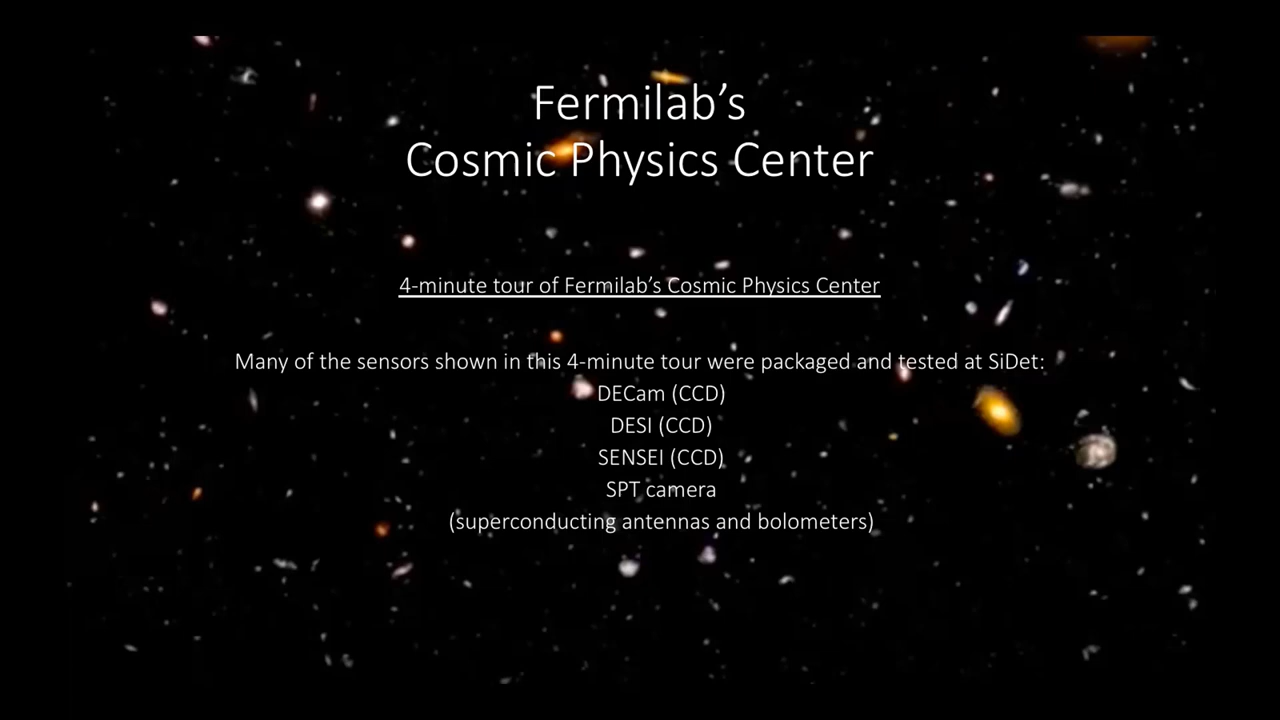 Fermilab’s
Cosmic Physics Center
4-minute tour of Fermilab’s Cosmic Physics Center
Many of the sensors shown in this 4-minute tour were packaged and tested at SiDet:
DECam (CCD)
DESI (CCD)
SENSEI (CCD)
SPT camera
(superconducting antennas and bolometers)